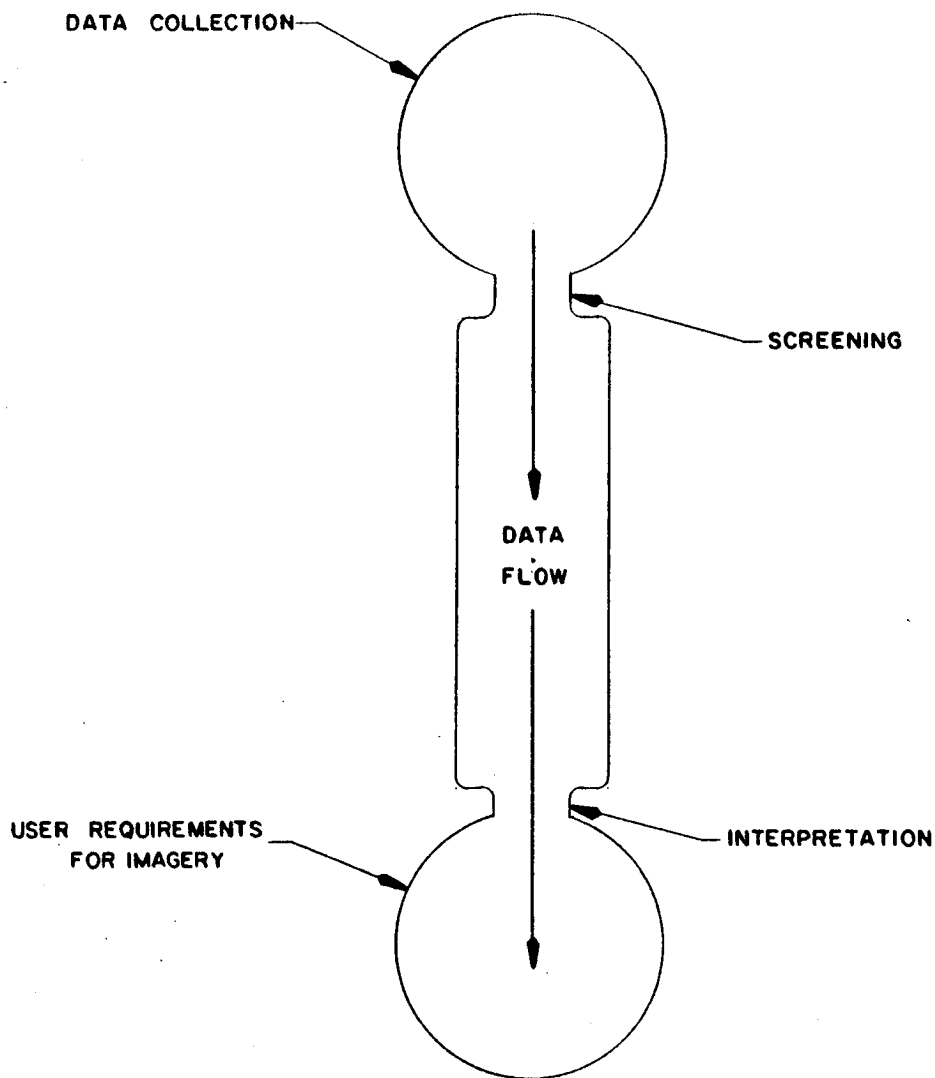 DATA COLLECTION
SCREENING
DATA
FLOW
USER REQUIREMENTS
FOR IMAGERY
INTERPRETATION